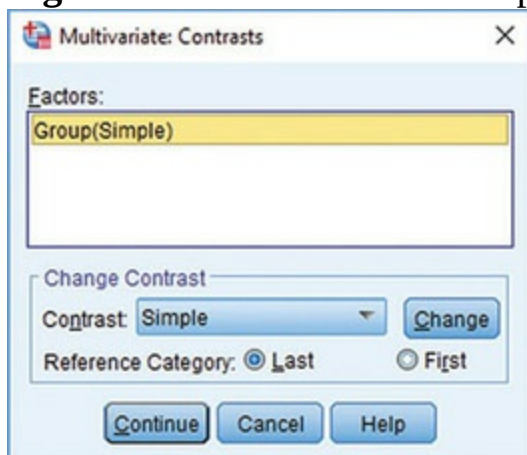 Multivariate: Contrasts
Factors:
Group(Simple)
Change Contrast
Contrast: Simple Change
Reference Category: Last First
Continue Cancel Help